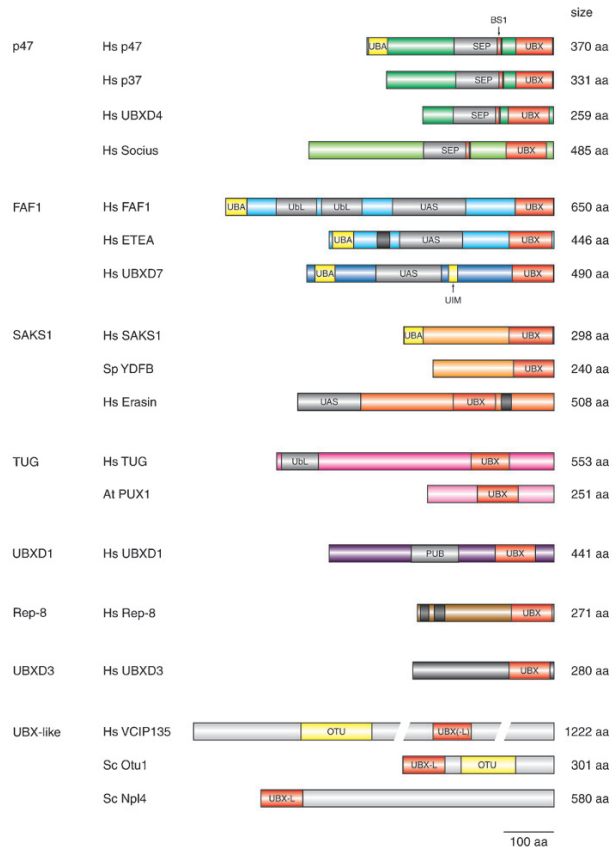 size
BS1
p47 Hs p47 UBA SEP UBX 370 aa
Hs p37 SEP UBX 331 aa
Hs UBXD4 SEP UBX 259 aa
Hs Socius SEP UBX 485 aa
FAF1 Hs FAF1 UBA UbL UbL UAS UBX 650 aa
Hs ETEA UBA UAS UBX 446 aa
Hs UBXD7 UBA UAS UBX 490 aa
UIM
SAKS1 Hs SAKS1 UBA UBX 298 aa
Sp YDFB UBX 240 aa
Hs Erasin UAS UBX 508 aa
TUG Hs TUG UbL UBX 553 aa
At PUX1 UBX 251 aa
UBXD1 Hs UBXD1 PUB UBX 441 aa
Rep-8 Hs Rep-8 UBX 271 aa
UBXD3 Hs UBXD3 UBX 280 aa
UBX-like Hs VCIP135 OTU UBX(-L) 1222 aa
Sc Otu1 UBX-L OTU 301 aa
Sc Npl4 UBX-L 580 aa
100 aa